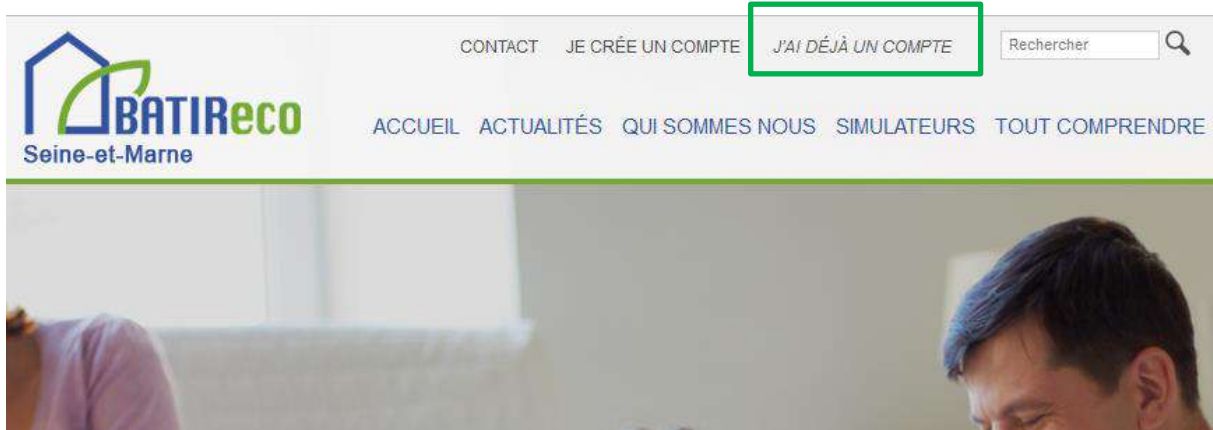 CONTACT JE CRÉE UN COMPTE J'AI DÉJÀ UN COMPTE Rechercher
BATIReco
Seine-et-Marne
ACCUEIL ACTUALITÉS QUI SOMMES NOUS SIMULATEURS TOUT COMPRENDRE